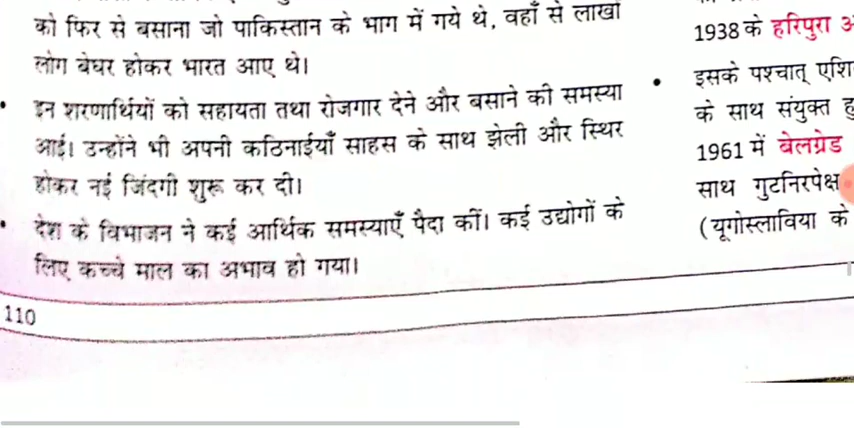 को फिर से बसाना जो पाकिस्तान के भाग में गये थे, वहाँ से लाखों
लोग बेघर होकर भारत आए थे।
• इन शरणार्थियों को सहायता तथा रोजगार देने और बसाने की समस्या
आई। उन्होंने भी अपनी कठिनाईयाँ साहस के साथ झेली और स्थिर
होकर नई जिंदगी शुरू कर दी।
• देश के विभाजन ने कई आर्थिक समस्याएँ पैदा कीं। कई उद्योगों के
लिए कच्चे माल का अभाव हो गया।
110
1938 के हरिपुरा
• इसके पश्चात् एशि
के साथ संयुक्त
1961 में बेलग्रेड
साथ गुटनिरपेक्ष
(यूगोस्लाविया के